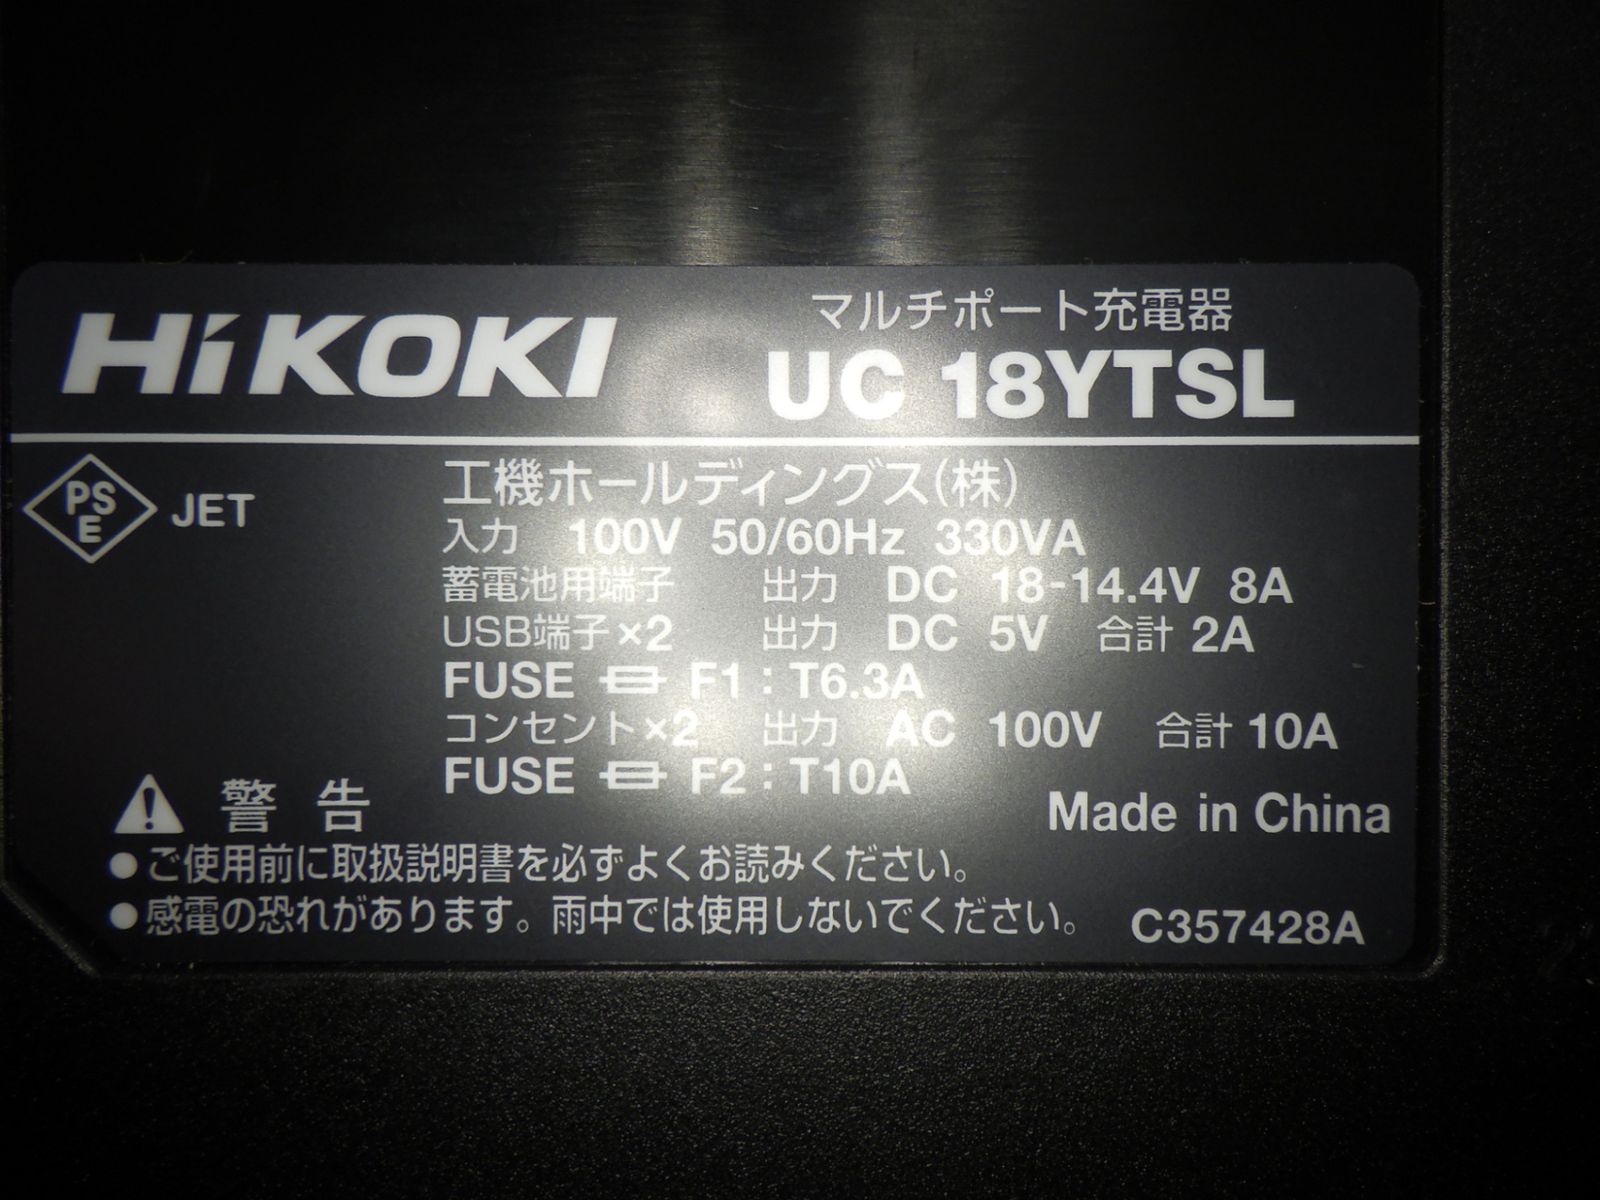 HiKOKI
マルチポート充電器
UC 18YTSL
PSE JET
工機ホールディングス(株)
入力 100V 50/60Hz 330VA
蓄電池用端子 出力 DC 18-14.4V 8A
USB端子×2 出力 DC 5V 合計 2A
FUSE F1:T6.3A
コンセント×2 出力 AC 100V 合計 10A
FUSE F2:T10A
Made in China
警告
●ご使用前に取扱説明書を必ずよくお読みください。
●感電の恐れがあります。雨中では使用しないでください。
C357428A